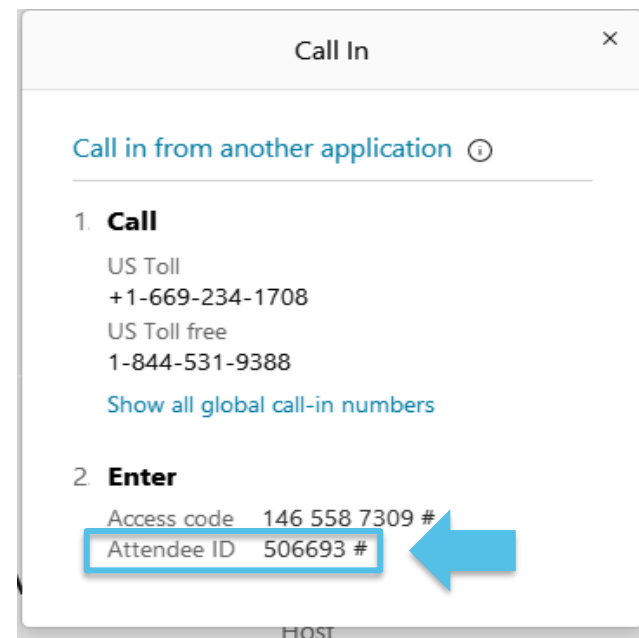 Call In
Call in from another application
1. Call
US Toll
+1-669-234-1708
US Toll free
1-844-531-9388
Show all global call-in numbers
2. Enter
Access code 146 558 7309 #
Attendee ID 506693 #
Host